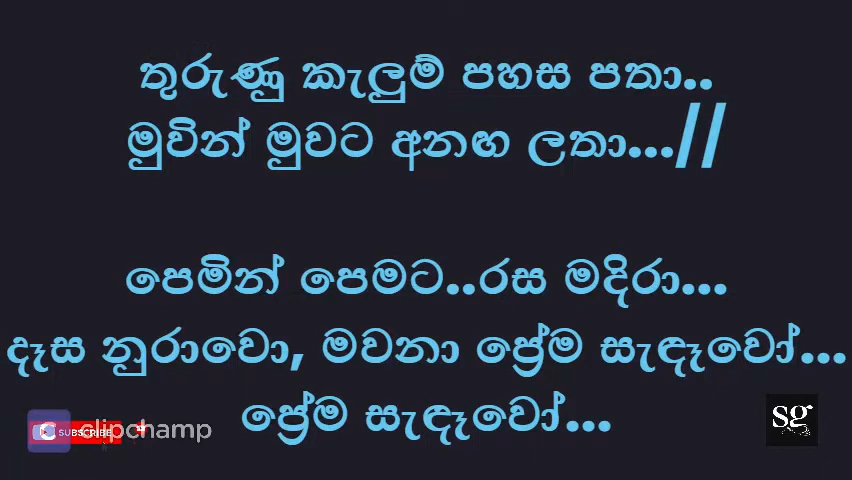 තුරුණු කැලුම් පහස පතා..
මුවින් මුවට අනඟ ලතා...//
පෙමින් පෙමට..රස මදිරා...
දෑස නුරාවො, මවනා ප්‍රේම සැඳෑවෝ...
ප්‍රේම සැඳෑවෝ...
SUBSCRIBE
clipchamp
sg